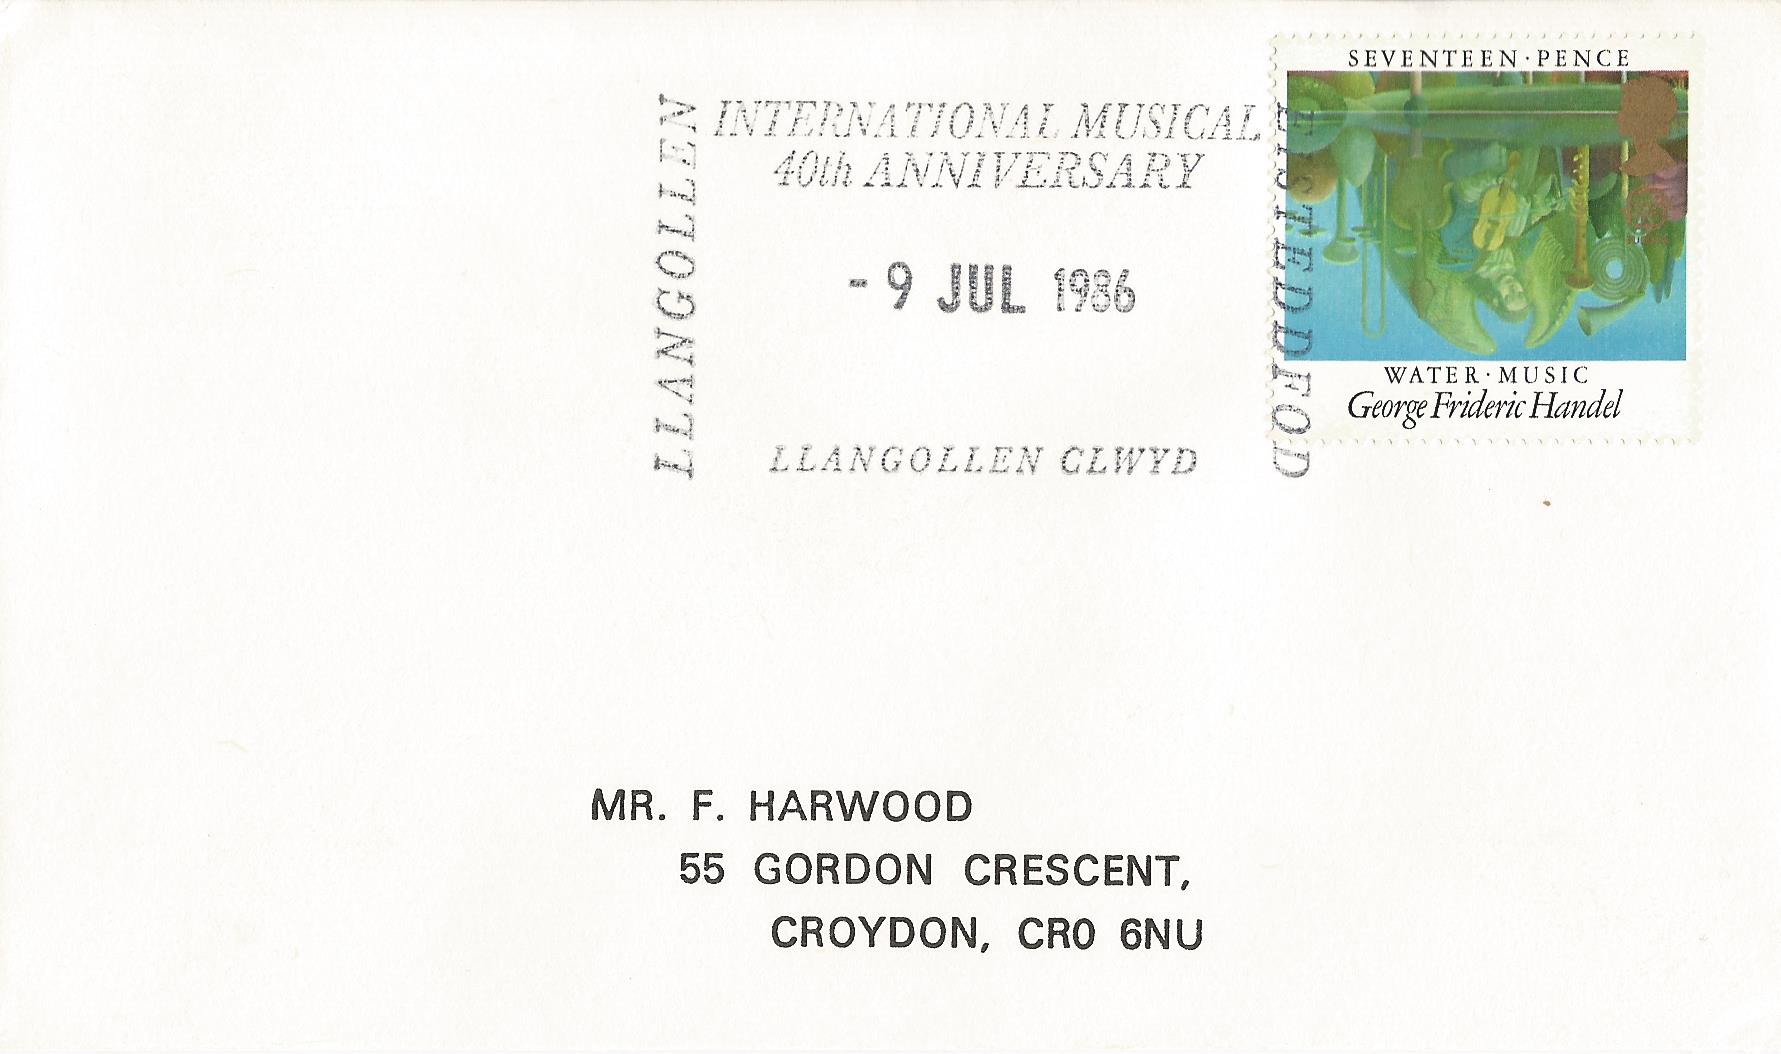 SEVENTEEN·PENCE
LLANGOLLEN
INTERNATIONAL MUSICAL
EISTEDDFOD
40th ANNIVERSARY
-9 JUL 1986
LLANGOLLEN CLWYD
WATER·MUSIC
George Frideric Handel
MR. F. HARWOOD
55 GORDON CRESCENT,
CROYDON, CR0 6NU